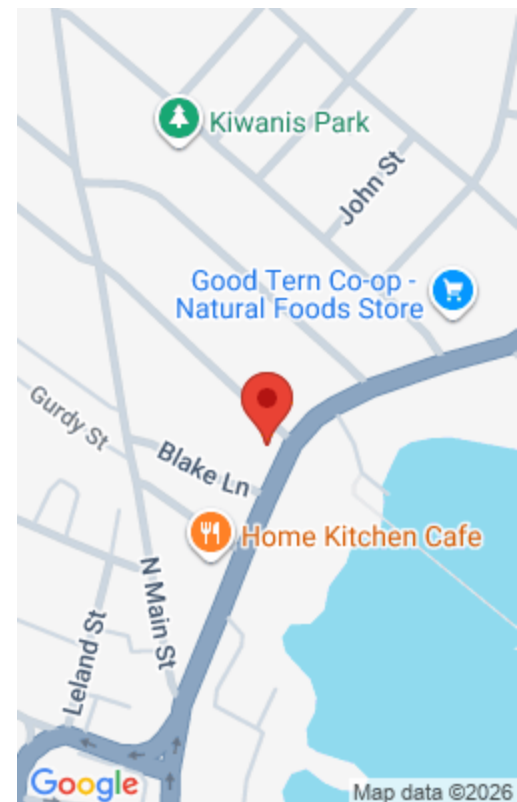 Kiwanis Park
John St
Good Tern Co-op -
Natural Foods Store
Gurdy St
Blake Ln
Home Kitchen Cafe
N Main St
Leland St
Google
Map data ©2026